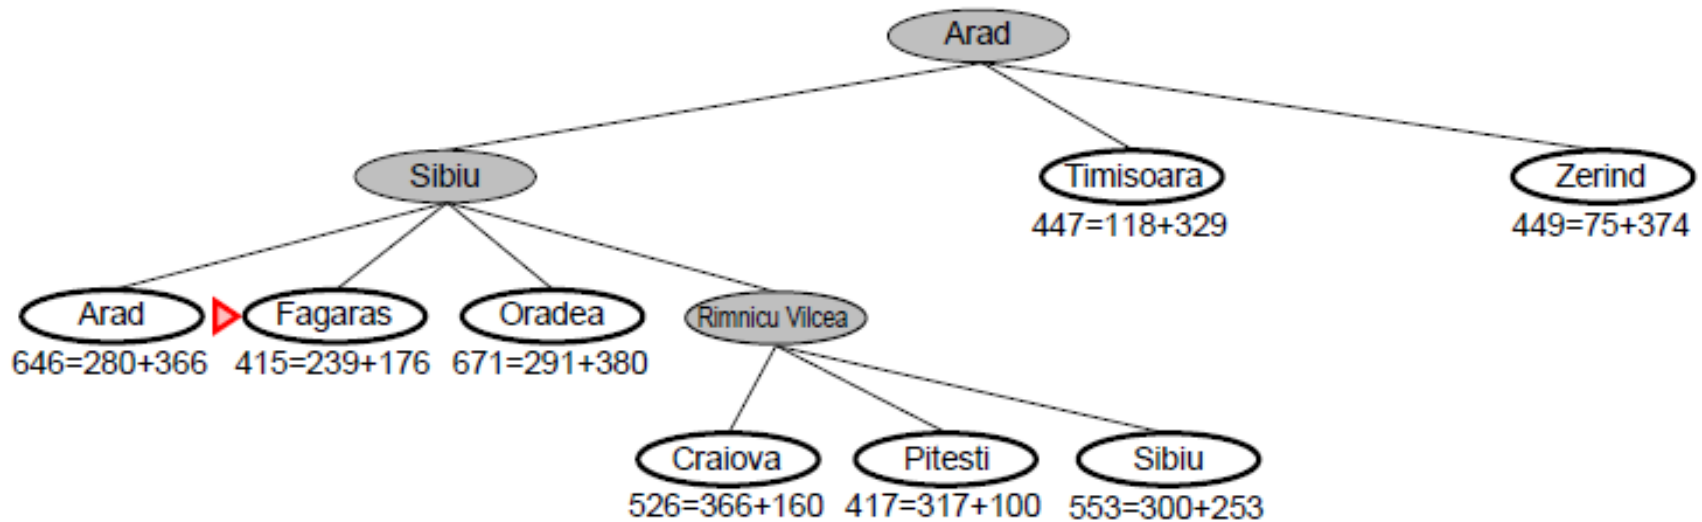 Arad
Sibiu
Timisoara
Zerind
447=118+329
449=75+374
Arad
Fagaras
Oradea
Rimnicu Vilcea
646=280+366
415=239+176
671=291+380
Craiova
Pitesti
Sibiu
526=366+160
417=317+100
553=300+253